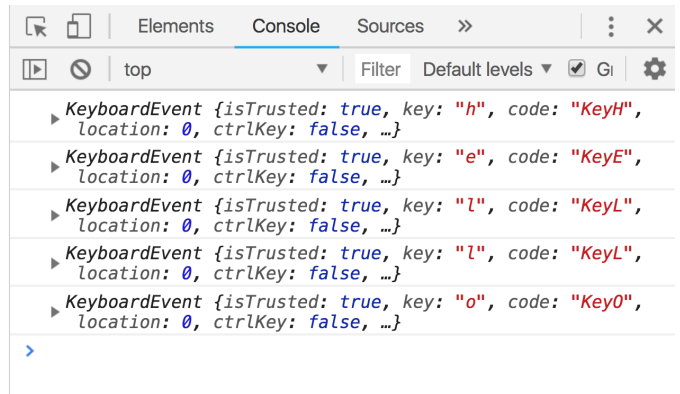 Elements Console Sources »
top Filter Default levels Gr
KeyboardEvent {isTrusted: true, key: "h", code: "KeyH",
location: 0, ctrlKey: false, …}
KeyboardEvent {isTrusted: true, key: "e", code: "KeyE",
location: 0, ctrlKey: false, …}
KeyboardEvent {isTrusted: true, key: "l", code: "KeyL",
location: 0, ctrlKey: false, …}
KeyboardEvent {isTrusted: true, key: "l", code: "KeyL",
location: 0, ctrlKey: false, …}
KeyboardEvent {isTrusted: true, key: "o", code: "KeyO",
location: 0, ctrlKey: false, …}